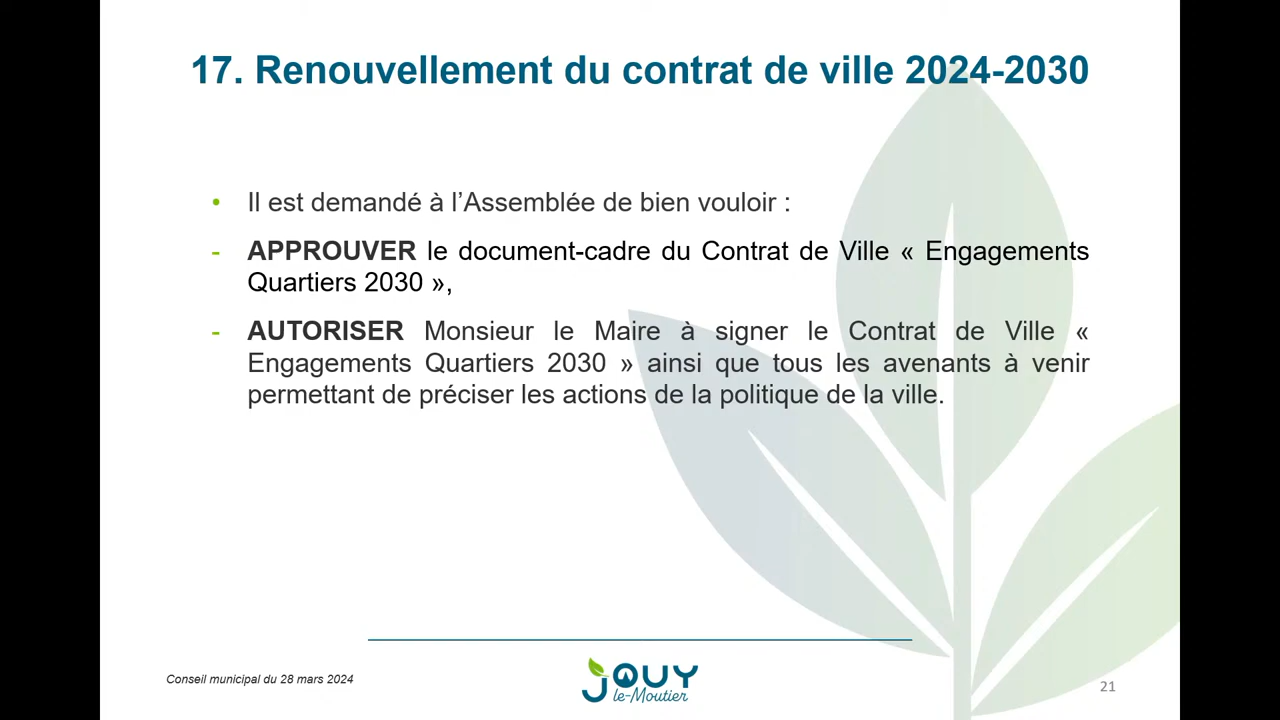 17. Renouvellement du contrat de ville 2024-2030
• Il est demandé à l’Assemblée de bien vouloir :
- APPROUVER le document-cadre du Contrat de Ville « Engagements
Quartiers 2030 »,
- AUTORISER Monsieur le Maire à signer le Contrat de Ville «
Engagements Quartiers 2030 » ainsi que tous les avenants à venir
permettant de préciser les actions de la politique de la ville.
Conseil municipal du 28 mars 2024
JOUY
le-Moutier
21